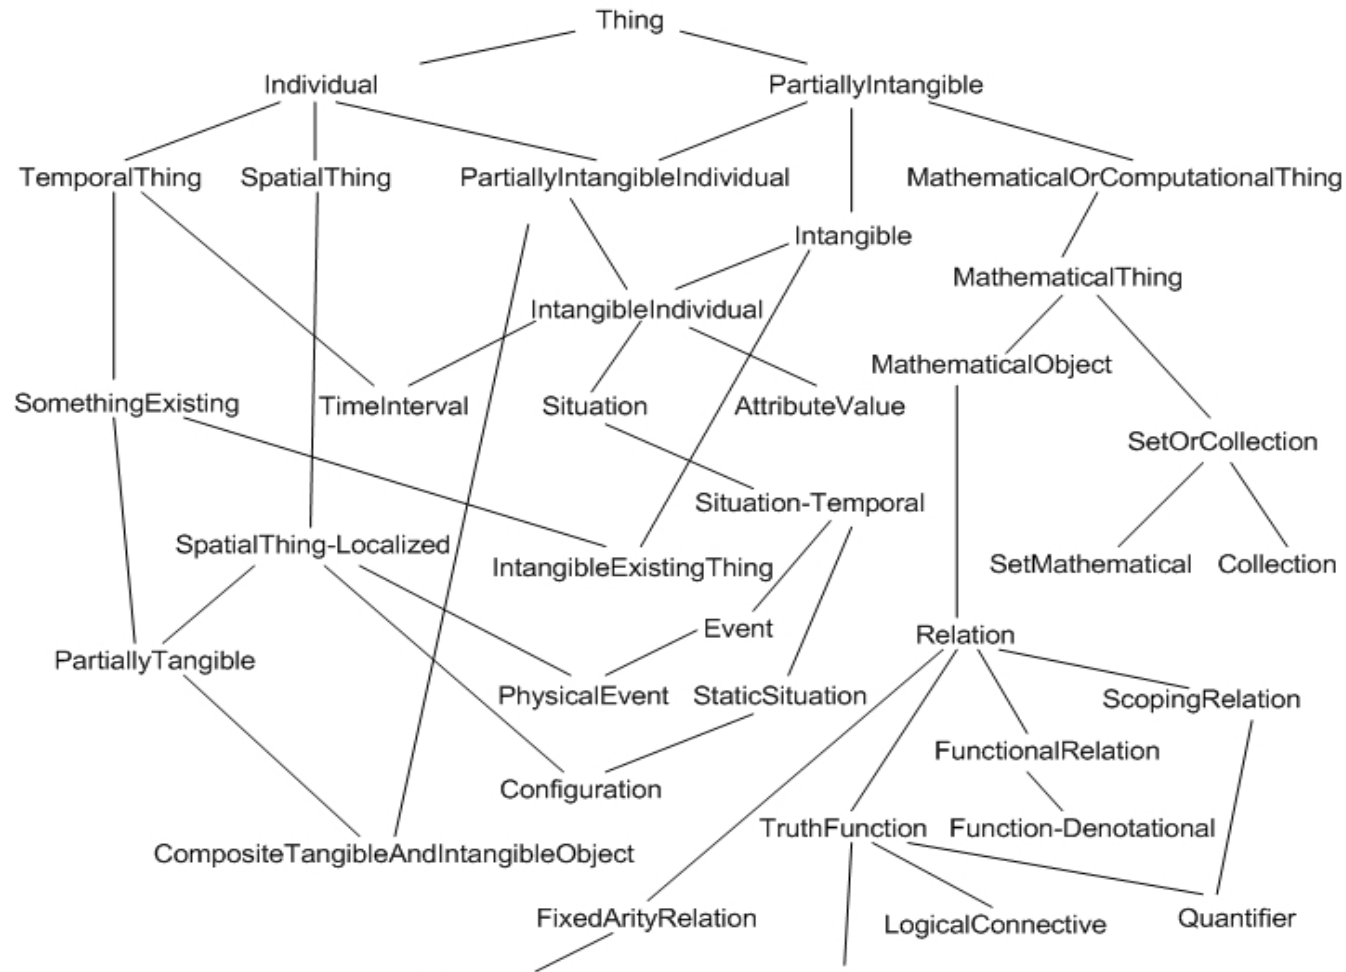 Thing
Individual
PartiallyIntangible
TemporalThing
SpatialThing
PartiallyIntangibleIndividual
MathematicalOrComputationalThing
Intangible
MathematicalThing
IntangibleIndividual
MathematicalObject
SomethingExisting
TimeInterval
Situation
AttributeValue
SetOrCollection
Situation-Temporal
SpatialThing-Localized
IntangibleExistingThing
SetMathematical
Collection
Event
Relation
PartiallyTangible
PhysicalEvent
StaticSituation
ScopingRelation
FunctionalRelation
Configuration
TruthFunction
Function-Denotational
CompositeTangibleAndIntangibleObject
FixedArityRelation
LogicalConnective
Quantifier